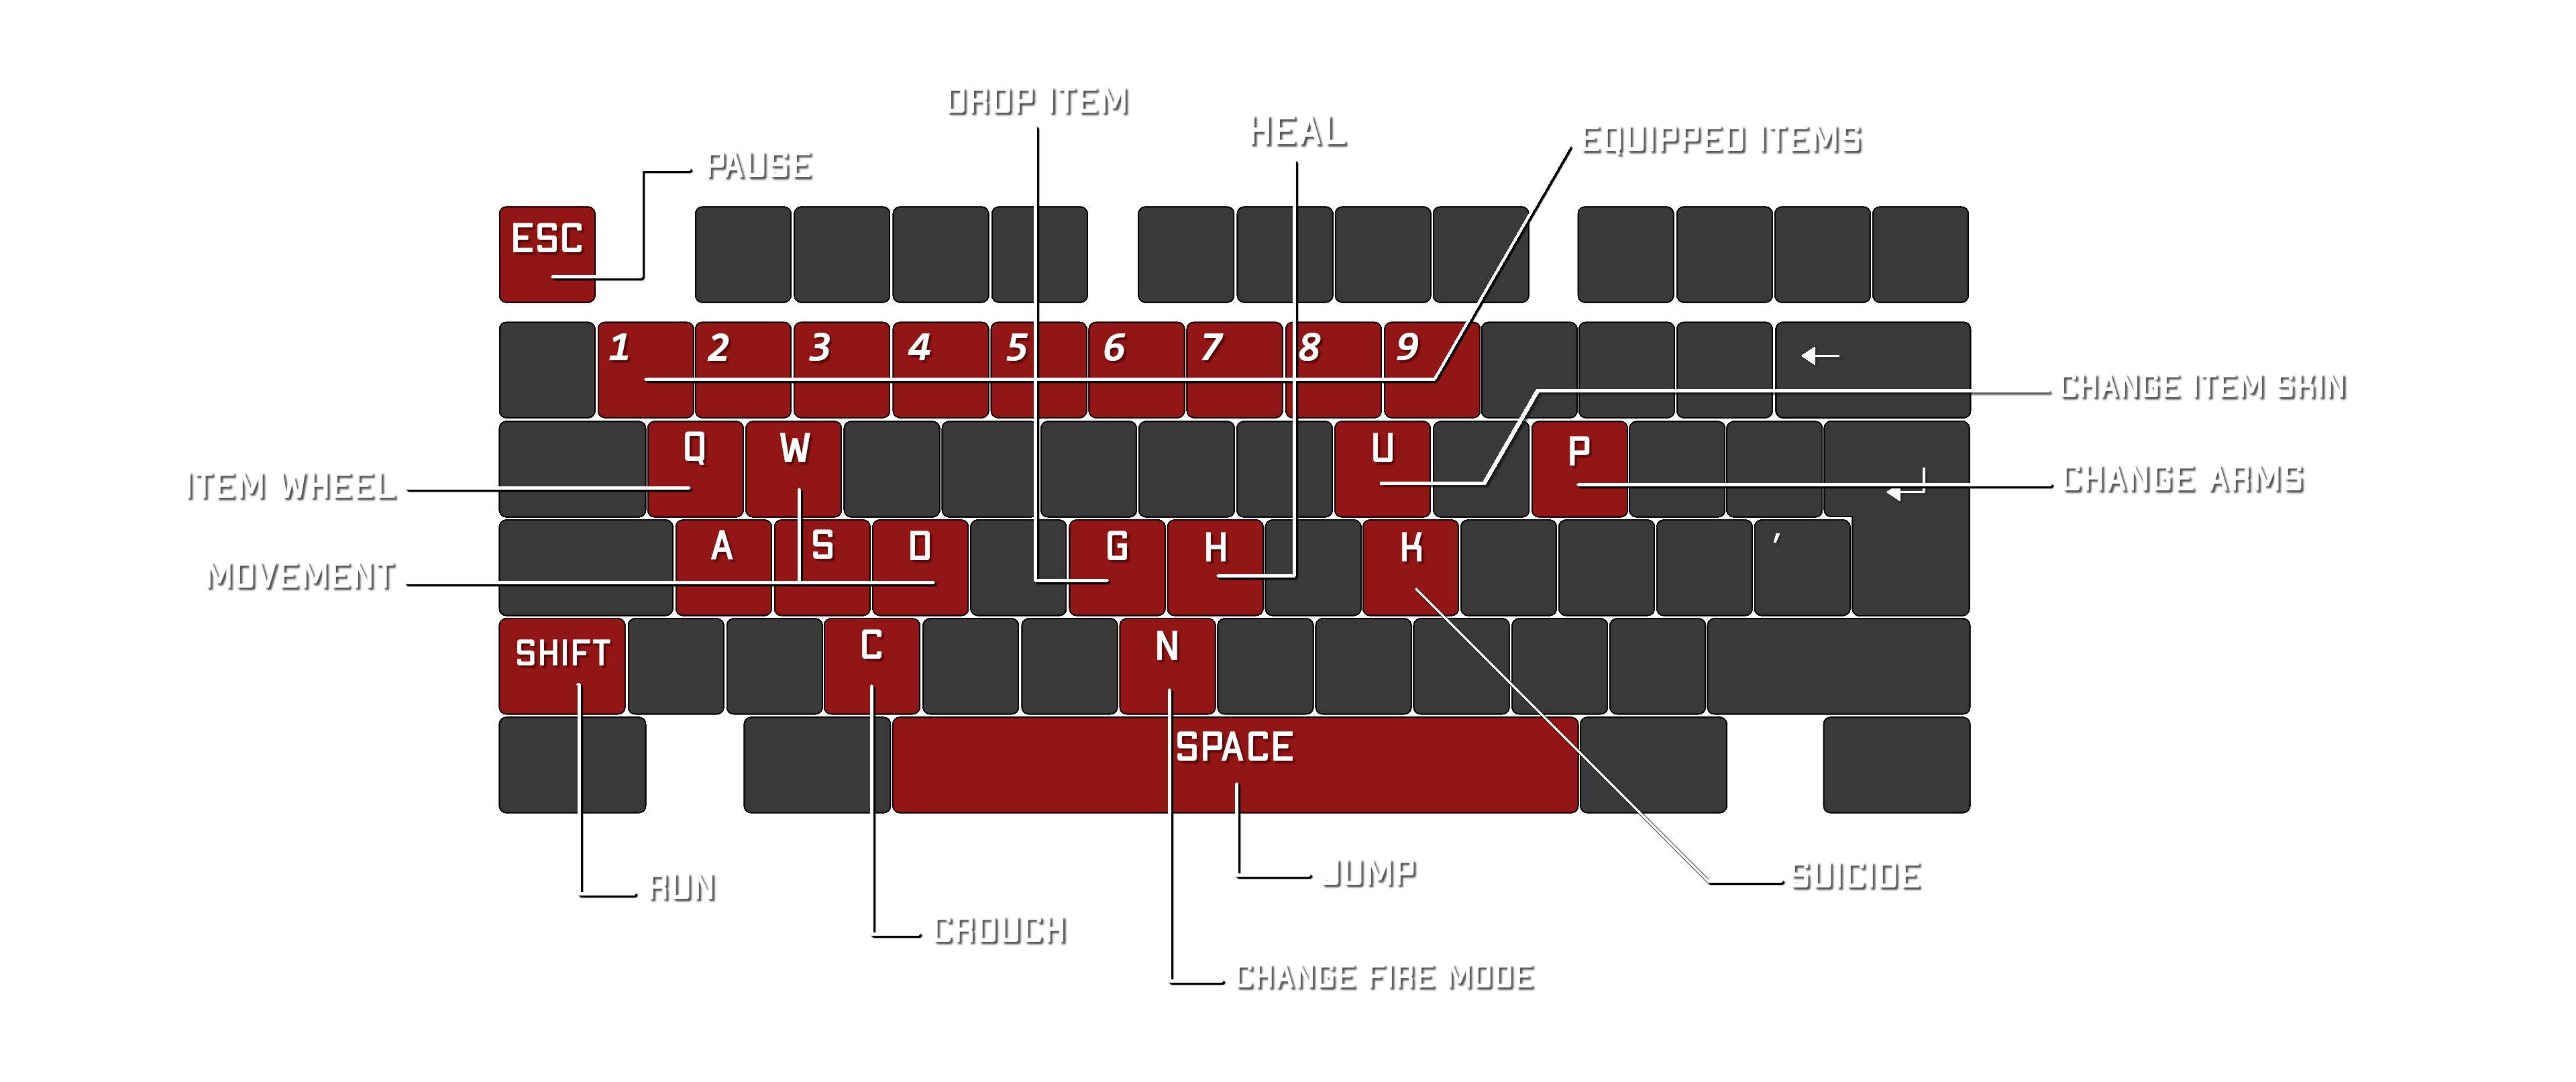 DROP ITEM
HEAL
EQUIPPED ITEMS
PAUSE
ESC
1 2 3 4 5 6 7 8 9
CHANGE ITEM SKIN
Q W U P
ITEM WHEEL
CHANGE ARMS
A S D G H K '
MOVEMENT
SHIFT C N
SPACE
RUN
JUMP
SUICIDE
CROUCH
CHANGE FIRE MODE